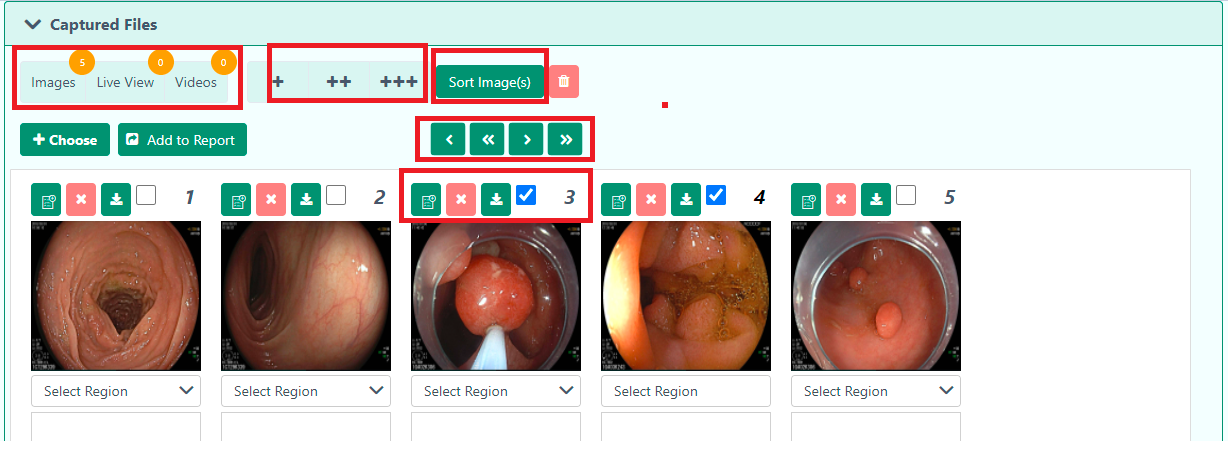 Captured Files
5 0 0
Images Live View Videos + ++ +++ Sort Image(s)
+ Choose Add to Report
1 2 3 4 5
Select Region Select Region Select Region Select Region Select Region